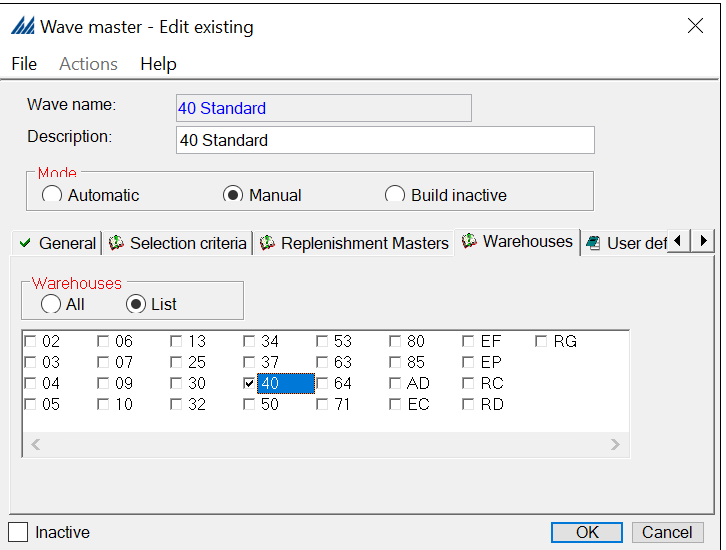 Wave master - Edit existing
File Actions Help
Wave name: 40 Standard
Description: 40 Standard
Mode
Automatic Manual Build inactive
General Selection criteria Replenishment Masters Warehouses User def
Warehouses
All List
02 06 13 34 53 80 EF RG
03 07 25 37 63 85 EP
04 09 30 40 64 AD RC
05 10 32 50 71 EC RD
Inactive OK Cancel